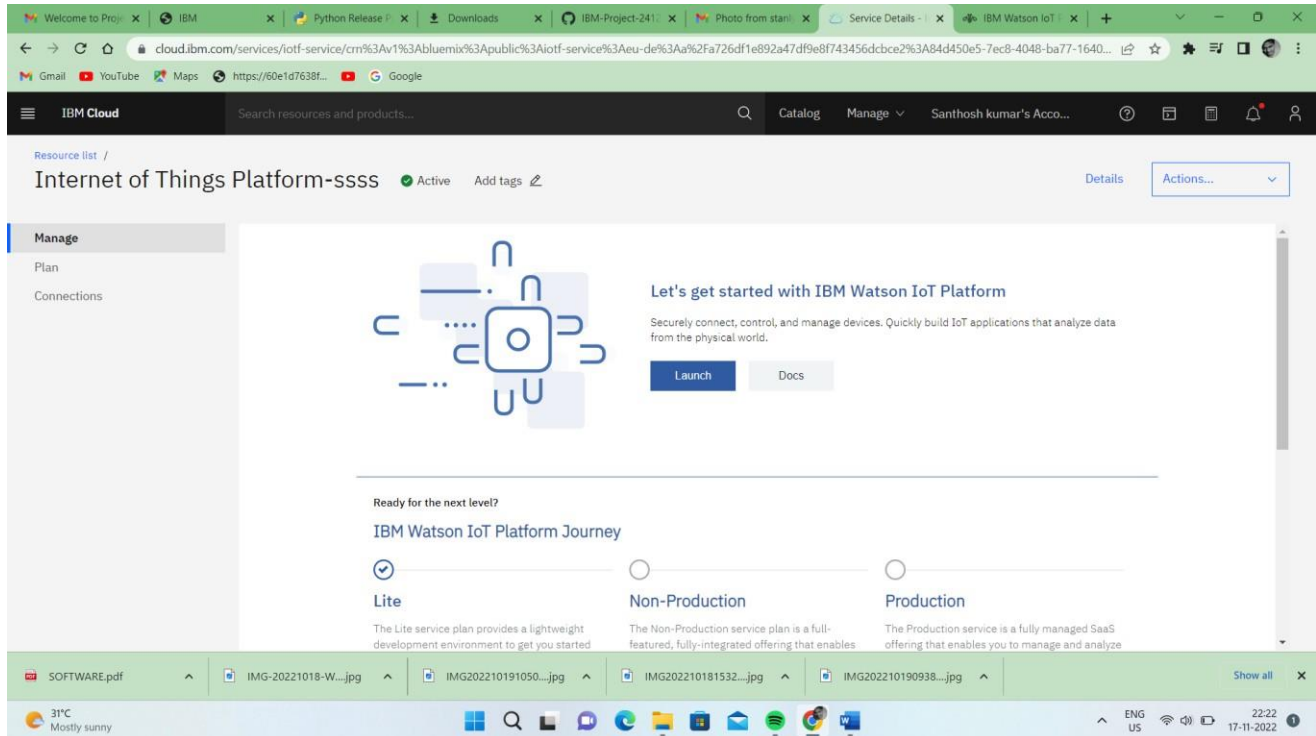 Welcome to Proj
IBM
Python Release P
Downloads
IBM-Project-2412
Photo from stanl
Service Details - I
IBM Watson IoT P
cloud.ibm.com/services/iotf-service/crn%3Av1%3Abluemix%3Apublic%3Aiotf-service%3Aeu-de%3Aa%2Fa726df1e892a47df9e8f743456dcbce2%3A84d450e5-7ec8-4048-ba77-1640...
Gmail
YouTube
Maps
https://60e1d7638f...
Google
IBM Cloud
Search resources and products...
Catalog
Manage
Santhosh kumar's Acco...
Resource list /
Internet of Things Platform-ssss
Active
Add tags
Details
Actions...
Manage
Plan
Connections
Let's get started with IBM Watson IoT Platform
Securely connect, control, and manage devices. Quickly build IoT applications that analyze data
from the physical world.
Launch
Docs
Ready for the next level?
IBM Watson IoT Platform Journey
Lite
Non-Production
Production
The Lite service plan provides a lightweight
development environment to get you started
The Non-Production service plan is a full-
featured, fully-integrated offering that enables
The Production service is a fully managed SaaS
offering that enables you to manage and analyze
SOFTWARE.pdf
IMG-20221018-W....jpg
IMG202210191050....jpg
IMG202210181532....jpg
IMG202210190938....jpg
Show all
31°C
Mostly sunny
ENG
US
22:22
17-11-2022
1